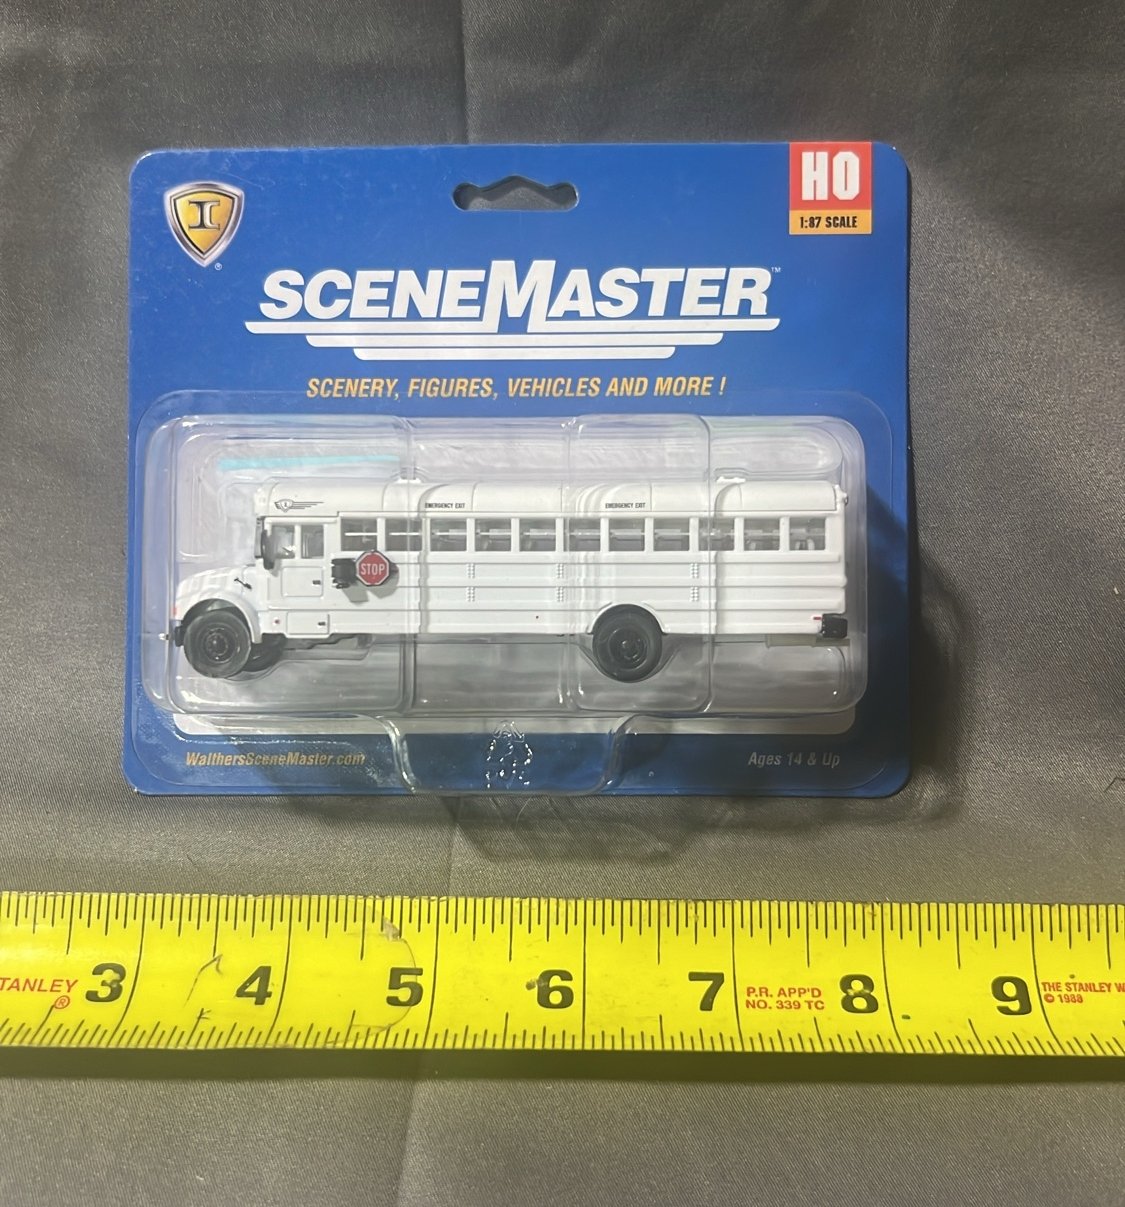 HO
1:87 SCALE
I
®
SCENEMASTER™
SCENERY, FIGURES, VEHICLES AND MORE !
EMERGENCY EXIT
EMERGENCY EXIT
STOP
WalthersSceneMaster.com
Ages 14 & Up
STANLEY
®
3
4
5
6
7
P.R. APP'D
NO. 339 TC
8
9
THE STANLEY W
© 1988